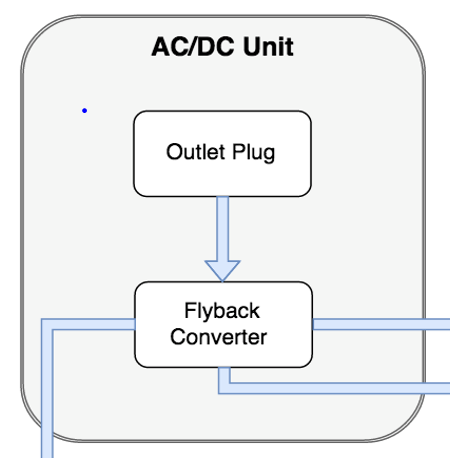 AC/DC Unit
Outlet Plug
Flyback
Converter